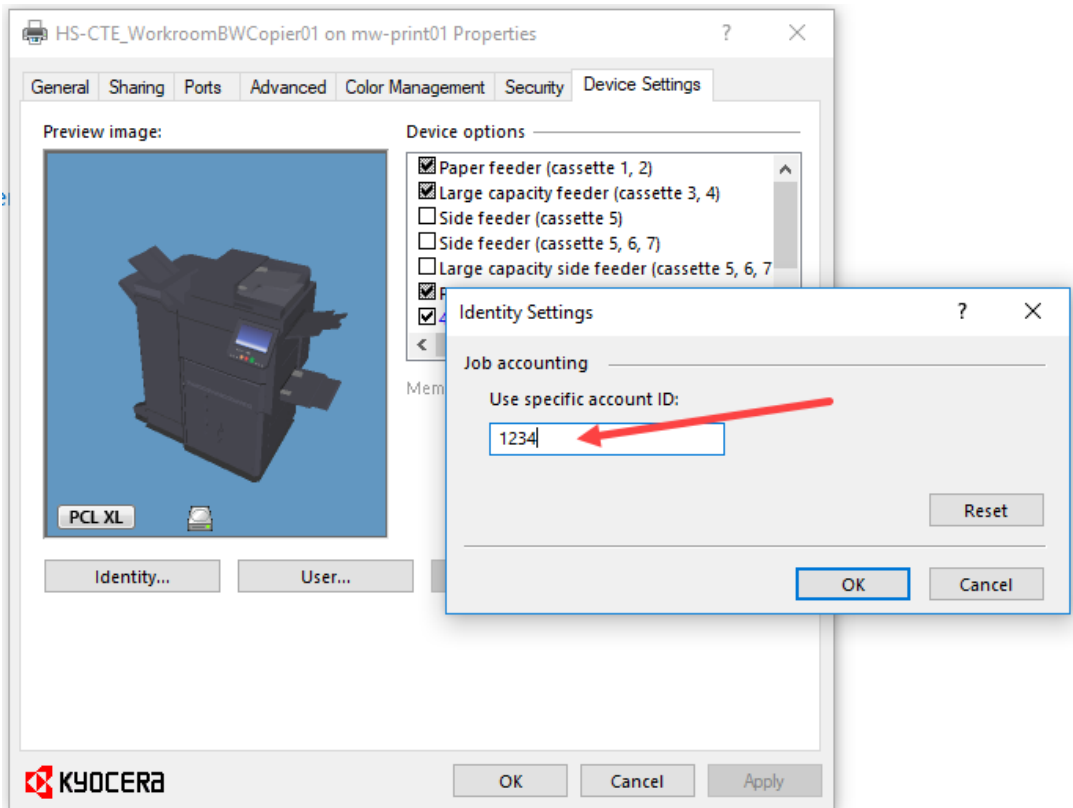 HS-CTE_WorkroomBWCopier01 on mw-print01 Properties
General Sharing Ports Advanced Color Management Security Device Settings
Preview image:
Device options
Paper feeder (cassette 1, 2)
Large capacity feeder (cassette 3, 4)
Side feeder (cassette 5)
Side feeder (cassette 5, 6, 7)
Large capacity side feeder (cassette 5, 6, 7
PCL XL
Identity...
User...
Identity Settings
Job accounting
Use specific account ID:
1234
Reset
OK Cancel
KYOCERA
OK Cancel Apply